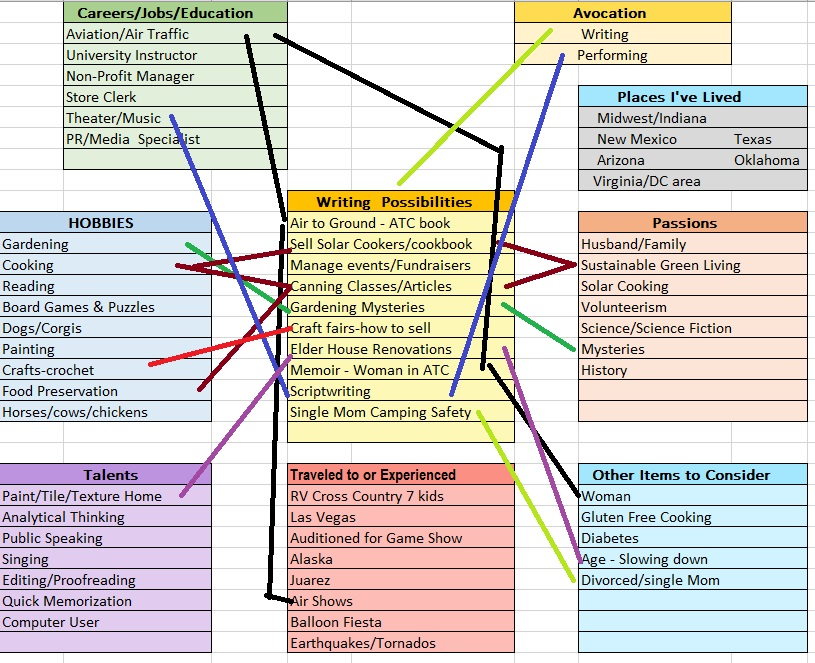 Careers/Jobs/Education
Aviation/Air Traffic
University Instructor
Non-Profit Manager
Store Clerk
Theater/Music
PR/Media Specialist
Avocation
Writing
Performing
Places I've Lived
Midwest/Indiana
New Mexico Texas
Arizona Oklahoma
Virginia/DC area
HOBBIES
Gardening
Cooking
Reading
Board Games & Puzzles
Dogs/Corgis
Painting
Crafts-crochet
Food Preservation
Horses/cows/chickens
Writing Possibilities
Air to Ground - ATC book
Sell Solar Cookers/cookbook
Manage events/Fundraisers
Canning Classes/Articles
Gardening Mysteries
Craft fairs-how to sell
Elder House Renovations
Memoir - Woman in ATC
Scriptwriting
Single Mom Camping Safety
Passions
Husband/Family
Sustainable Green Living
Solar Cooking
Volunteerism
Science/Science Fiction
Mysteries
History
Talents
Paint/Tile/Texture Home
Analytical Thinking
Public Speaking
Singing
Editing/Proofreading
Quick Memorization
Computer User
Traveled to or Experienced
RV Cross Country 7 kids
Las Vegas
Auditioned for Game Show
Alaska
Juarez
Air Shows
Balloon Fiesta
Earthquakes/Tornados
Other Items to Consider
Woman
Gluten Free Cooking
Diabetes
Age - Slowing down
Divorced/single Mom